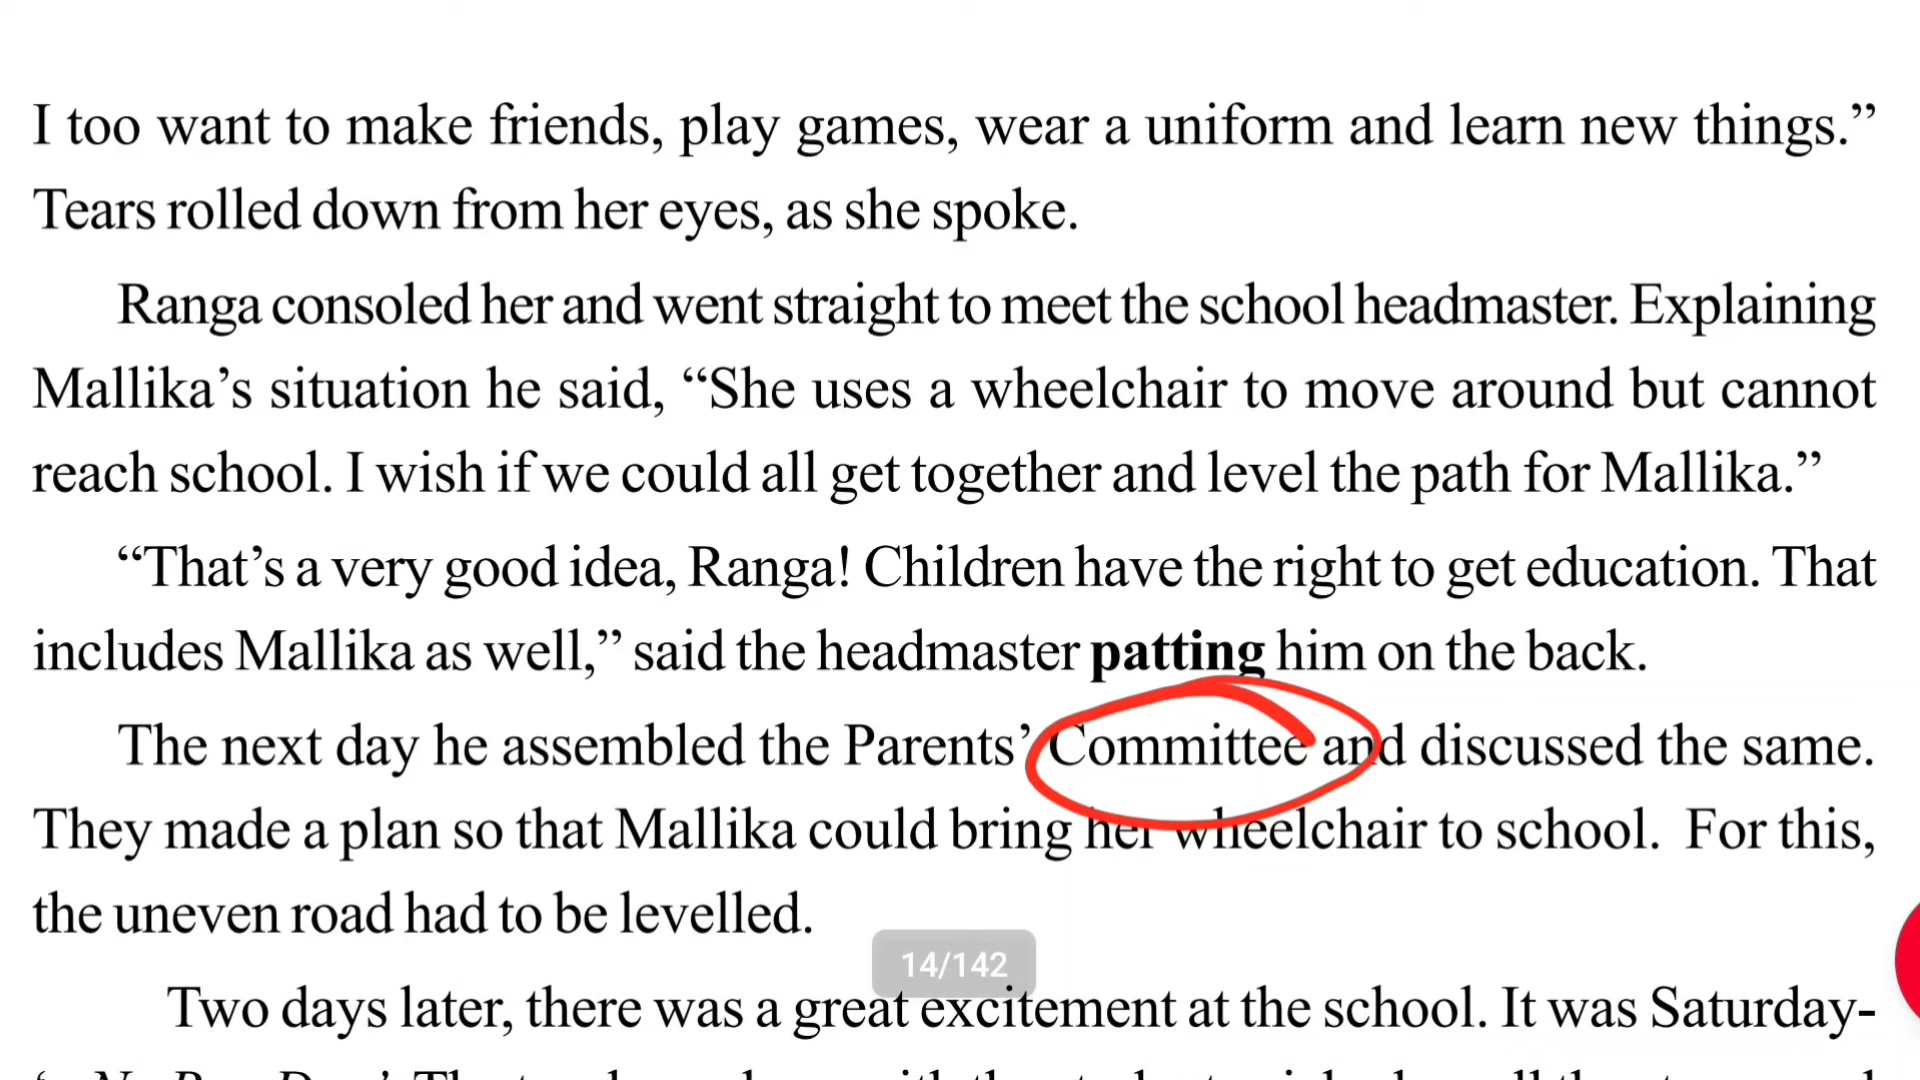 I too want to make friends, play games, wear a uniform and learn new things.”
Tears rolled down from her eyes, as she spoke.
Ranga consoled her and went straight to meet the school headmaster. Explaining
Mallika’s situation he said, “She uses a wheelchair to move around but cannot
reach school. I wish if we could all get together and level the path for Mallika.”
“That’s a very good idea, Ranga! Children have the right to get education. That
includes Mallika as well,” said the headmaster patting him on the back.
The next day he assembled the Parents’ Committee and discussed the same.
They made a plan so that Mallika could bring her wheelchair to school. For this,
the uneven road had to be levelled.
14/142
Two days later, there was a great excitement at the school. It was Saturday-